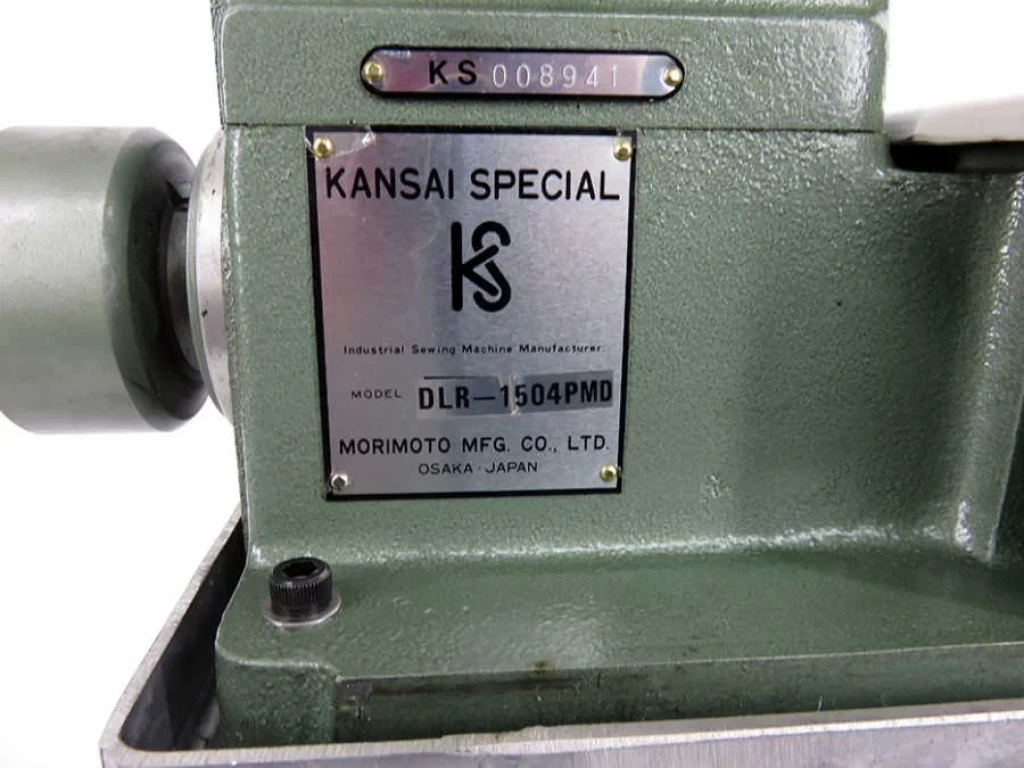 KS 008941
KANSAI SPECIAL
KS
Industrial Sewing Machine Manufacturer
MODEL DLR-1504PMD
MORIMOTO MFG. CO., LTD.
OSAKA · JAPAN